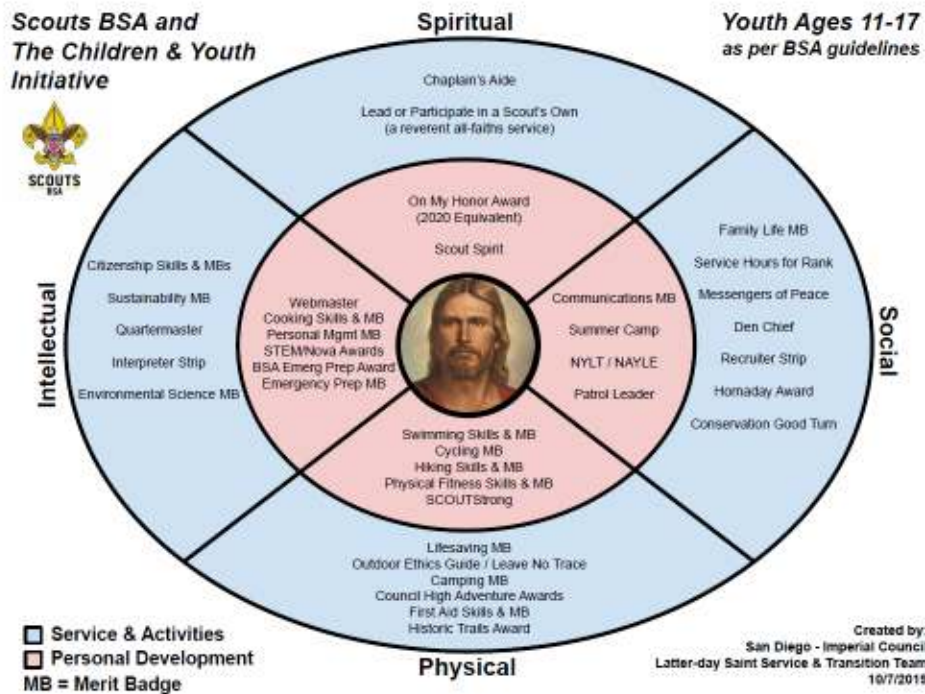 Scouts BSA and
The Children & Youth
Initiative
SCOUTS
BSA
Spiritual
Youth Ages 11-17
as per BSA guidelines
Chaplain's Aide
Lead or Participate in a Scout's Own
(a reverent all-faiths service)
On My Honor Award
(2020 Equivalent)
Scout Spirit
Intellectual
Citizenship Skills & MBs
Sustainability MB
Quartermaster
Interpreter Strip
Environmental Science MB
Webmaster
Cooking Skills & MB
Personal Mgmt MB
STEM/Nova Awards
BSA Emerg Prep Award
Emergency Prep MB
Communications MB
Summer Camp
NYLT / NAYLE
Patrol Leader
Family Life MB
Service Hours for Rank
Messengers of Peace
Den Chief
Recruiter Strip
Hornaday Award
Conservation Good Turn
Social
Swimming Skills & MB
Cycling MB
Hiking Skills & MB
Physical Fitness Skills & MB
SCOUTStrong
Lifesaving MB
Outdoor Ethics Guide / Leave No Trace
Camping MB
Council High Adventure Awards
First Aid Skills & MB
Historic Trails Award
Physical
Service & Activities
Personal Development
MB = Merit Badge
Created by:
San Diego - Imperial Council
Latter-day Saint Service & Transition Team
10/7/2019